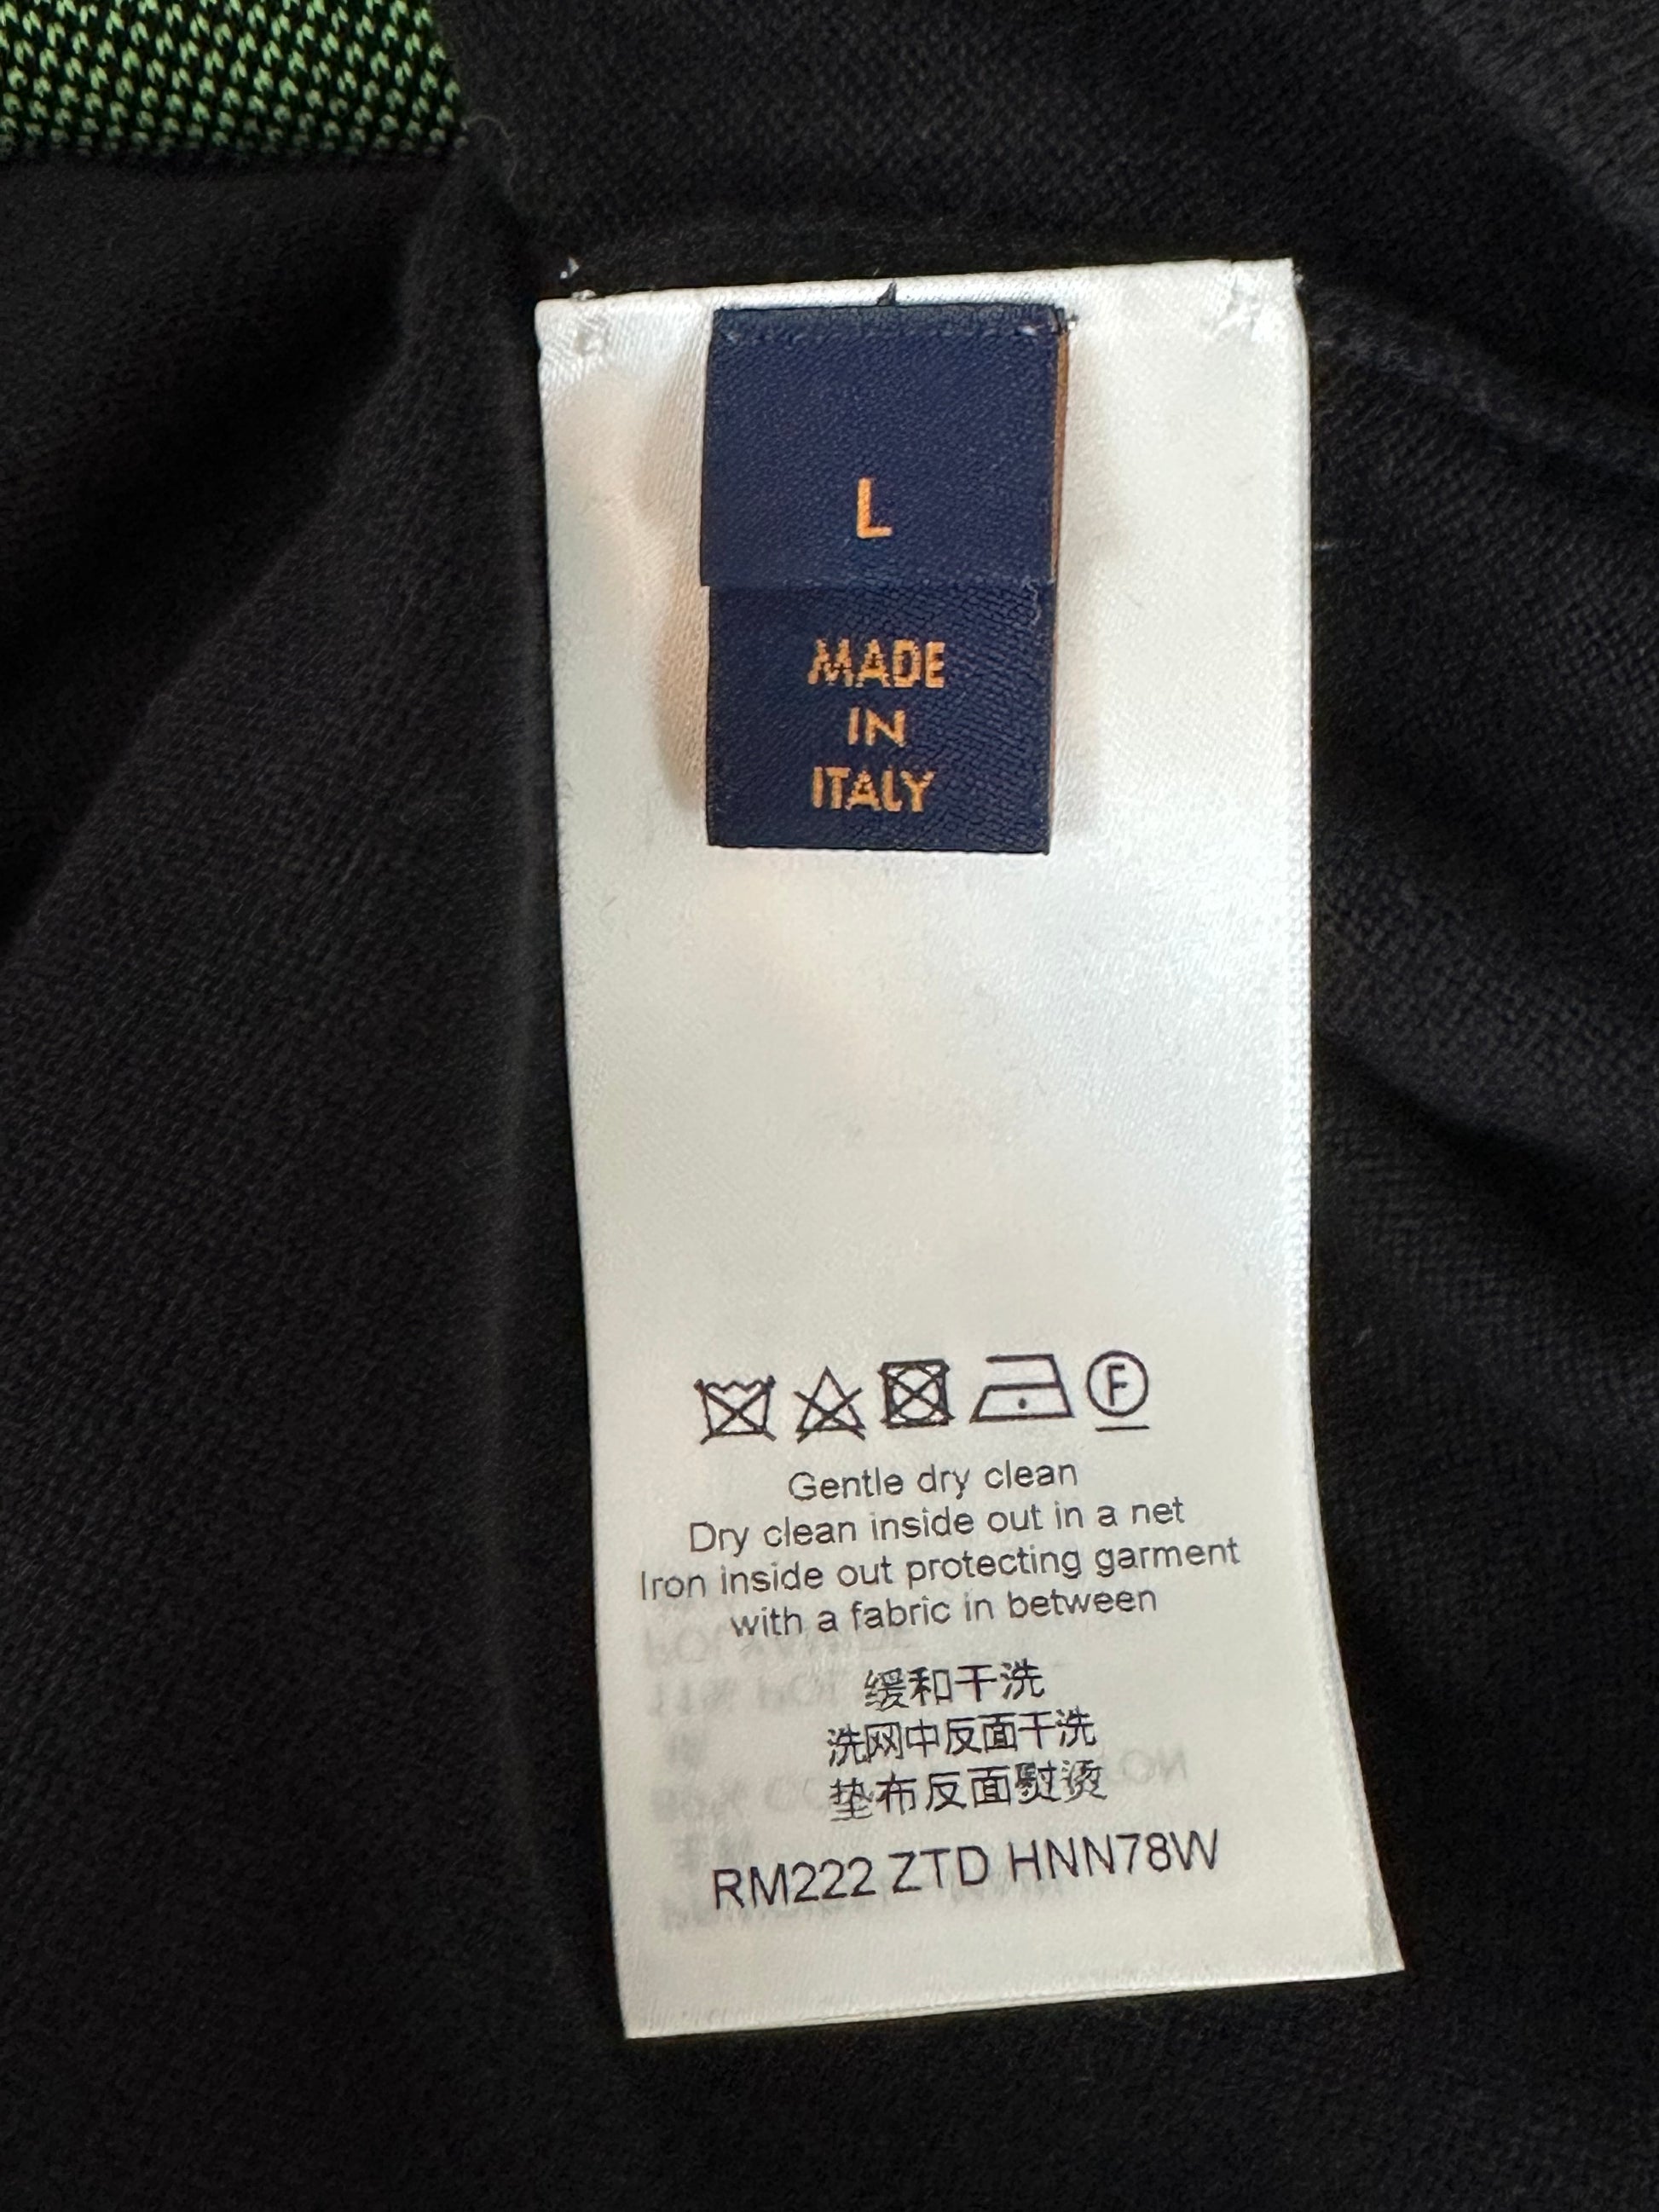 L
MADE
IN
ITALY
F
Gentle dry clean
Dry clean inside out in a net
Iron inside out protecting garment
with a fabric in between
缓和干洗
洗网中反面干洗
垫布反面熨烫
RM222 ZTD HNN78W